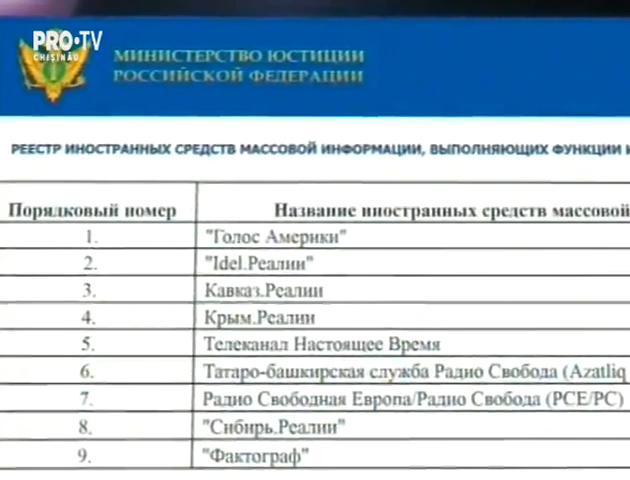 PRO•TV
CHIȘINĂU
МИНИСТЕРСТВО ЮСТИЦИИ
РОССИЙСКОЙ ФЕДЕРАЦИИ
РЕЕСТР ИНОСТРАННЫХ СРЕДСТВ МАССОВОЙ ИНФОРМАЦИИ, ВЫПОЛНЯЮЩИХ ФУНКЦИИ И
Порядковый номер Название иностранных средств массовой
1. "Голос Америки"
2. "Idel.Реалии"
3. Кавказ.Реалии
4. Крым.Реалии
5. Телеканал Настоящее Время
6. Татаро-башкирская служба Радио Свобода (Azatliq
7. Радио Свободная Европа/Радио Свобода (РСЕ/РС)
8. "Сибирь.Реалии"
9. "Фактограф"